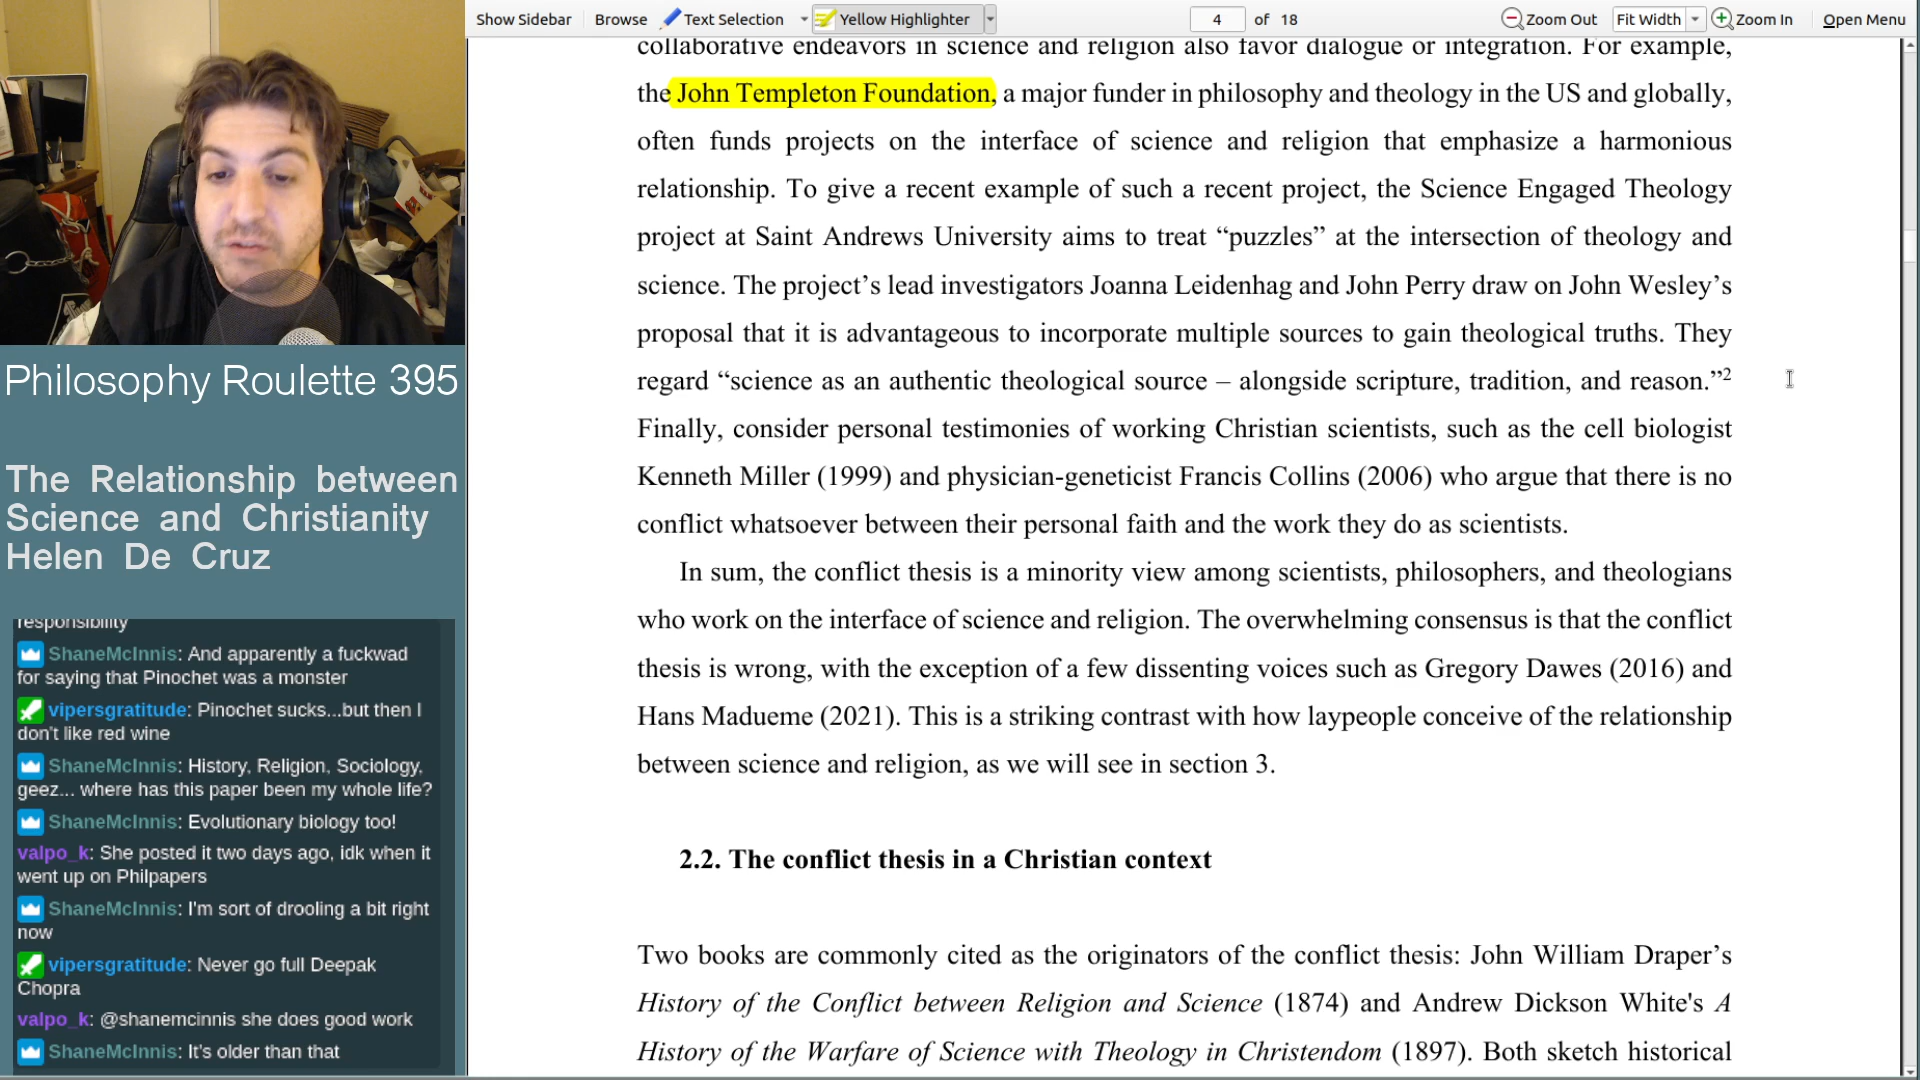 Show Sidebar Browse Text Selection Yellow Highlighter 4 of 18 Zoom Out Fit Width Zoom In Open Menu
collaborative endeavors in science and religion also favor dialogue or integration. For example,
the John Templeton Foundation, a major funder in philosophy and theology in the US and globally,
often funds projects on the interface of science and religion that emphasize a harmonious
relationship. To give a recent example of such a recent project, the Science Engaged Theology
project at Saint Andrews University aims to treat “puzzles” at the intersection of theology and
science. The project’s lead investigators Joanna Leidenhag and John Perry draw on John Wesley’s
proposal that it is advantageous to incorporate multiple sources to gain theological truths. They
regard “science as an authentic theological source – alongside scripture, tradition, and reason.”2
Finally, consider personal testimonies of working Christian scientists, such as the cell biologist
Kenneth Miller (1999) and physician-geneticist Francis Collins (2006) who argue that there is no
conflict whatsoever between their personal faith and the work they do as scientists.
In sum, the conflict thesis is a minority view among scientists, philosophers, and theologians
who work on the interface of science and religion. The overwhelming consensus is that the conflict
thesis is wrong, with the exception of a few dissenting voices such as Gregory Dawes (2016) and
Hans Madueme (2021). This is a striking contrast with how laypeople conceive of the relationship
between science and religion, as we will see in section 3.
2.2. The conflict thesis in a Christian context
Two books are commonly cited as the originators of the conflict thesis: John William Draper’s
History of the Conflict between Religion and Science (1874) and Andrew Dickson White's A
History of the Warfare of Science with Theology in Christendom (1897). Both sketch historical
Philosophy Roulette 395
The Relationship between
Science and Christianity
Helen De Cruz
responsibility
ShaneMcInnis: And apparently a fuckwad
for saying that Pinochet was a monster
vipersgratitude: Pinochet sucks...but then I
don't like red wine
ShaneMcInnis: History, Religion, Sociology,
geez... where has this paper been my whole life?
ShaneMcInnis: Evolutionary biology too!
valpo_k: She posted it two days ago, idk when it
went up on Philpapers
ShaneMcInnis: I'm sort of drooling a bit right
now
vipersgratitude: Never go full Deepak
Chopra
valpo_k: @shanemcinnis she does good work
ShaneMcInnis: It's older than that